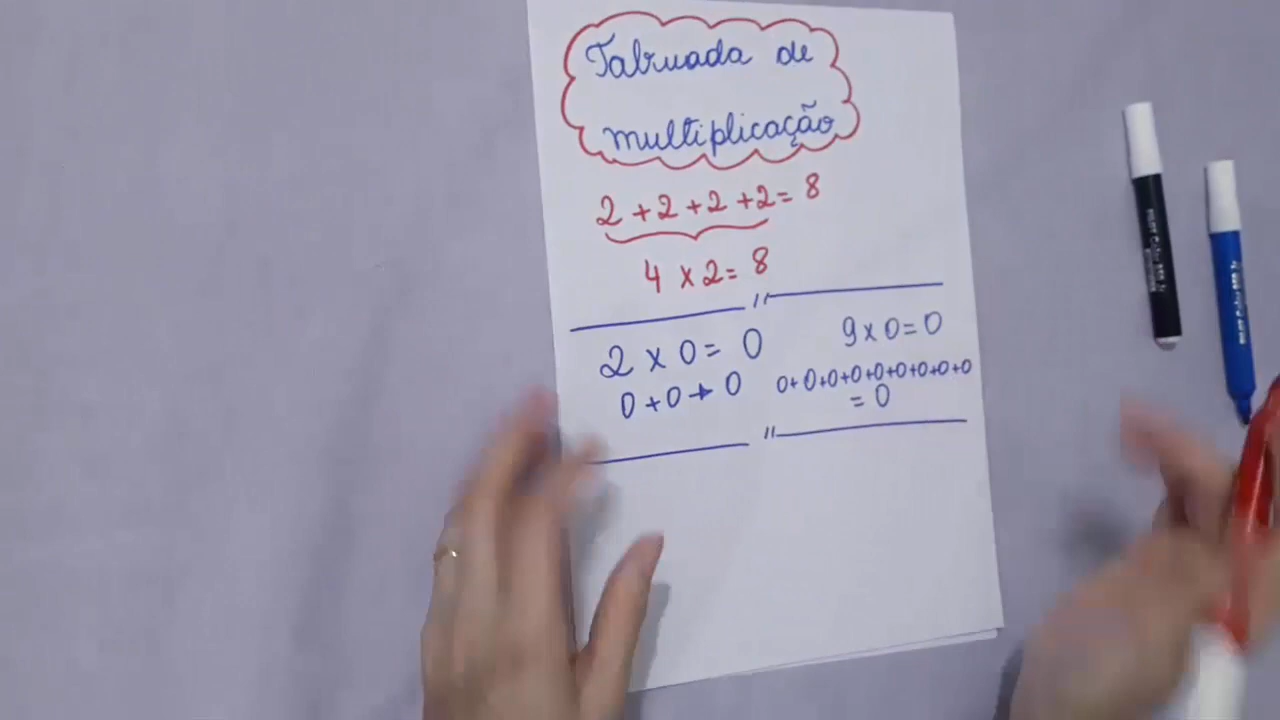 Tabuada de
multiplicação
2 + 2 + 2 + 2 = 8
4 x 2 = 8
2 x 0 = 0
0 + 0 + 0
9 x 0 = 0
0+0+0+0+0+0+0+0+0
= 0